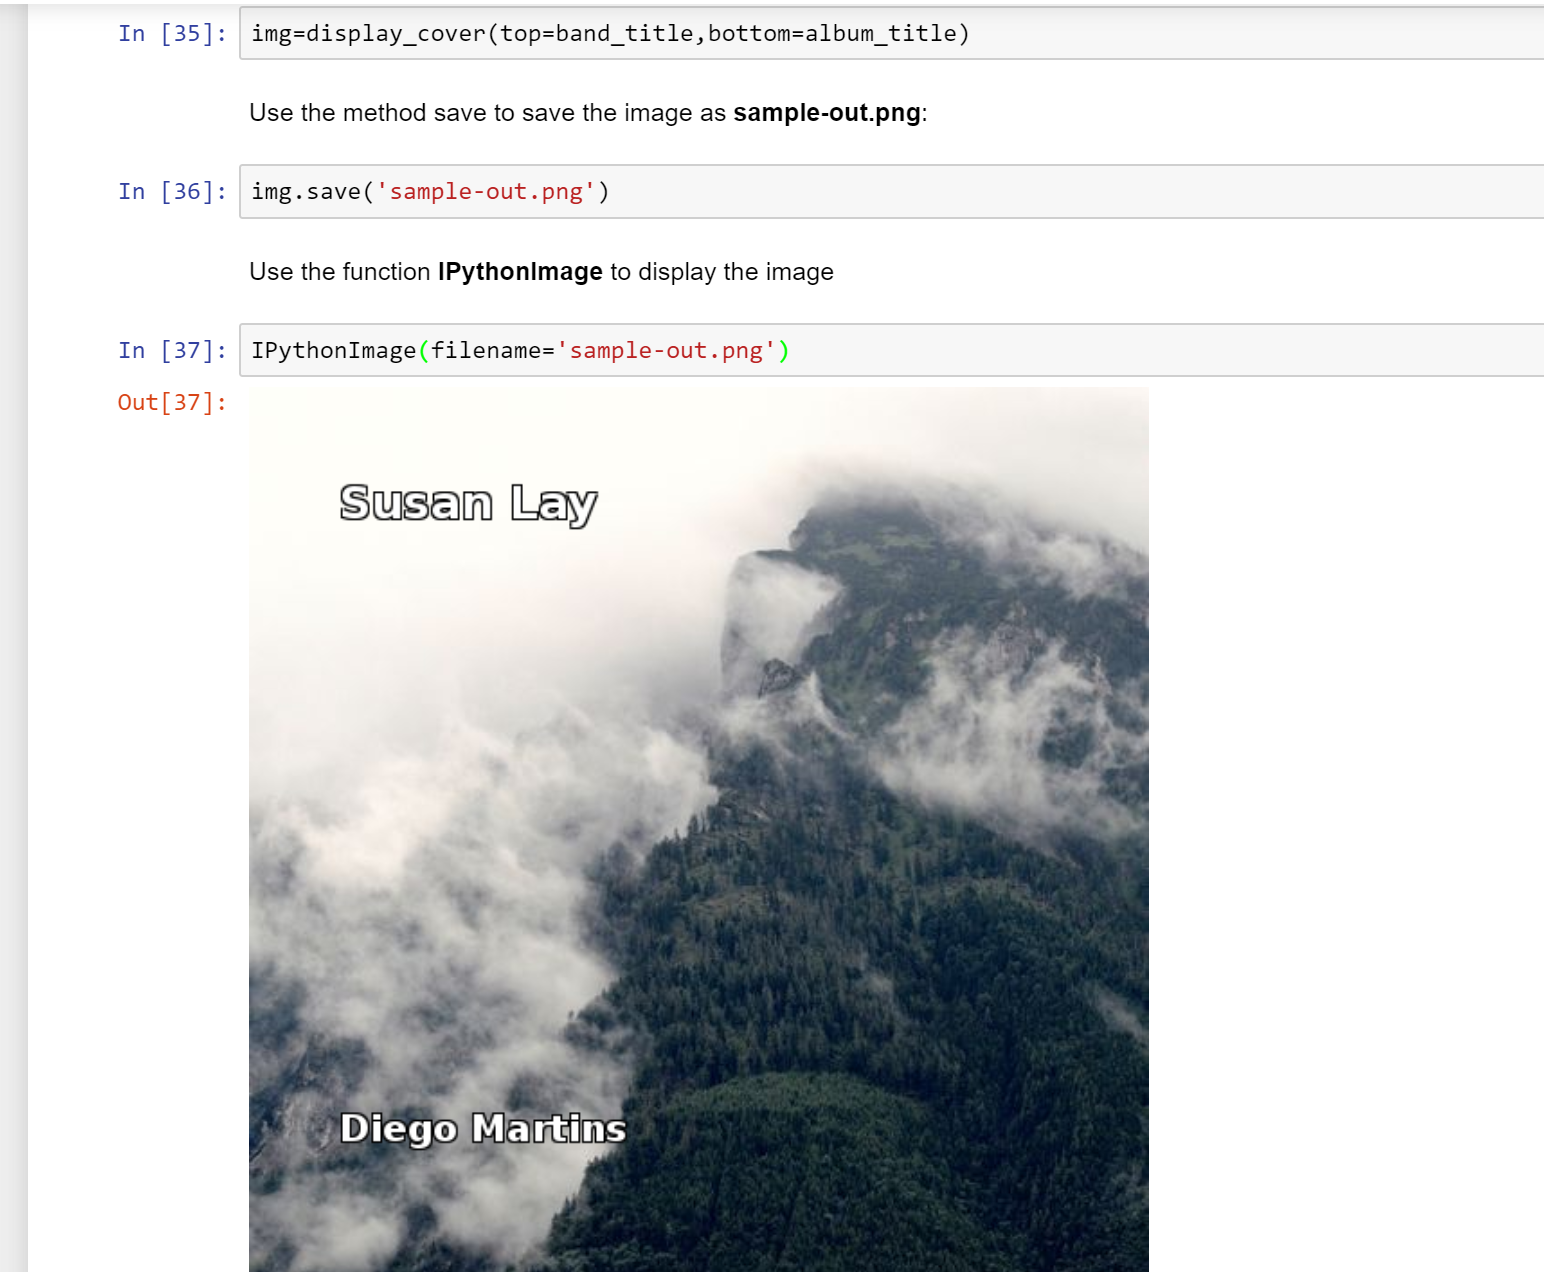 In [35]: img=display_cover(top=band_title,bottom=album_title)
Use the method save to save the image as sample-out.png:
In [36]: img.save('sample-out.png')
Use the function IPythonImage to display the image
In [37]: IPythonImage(filename='sample-out.png')
Out[37]:
Susan Lay
Diego Martins